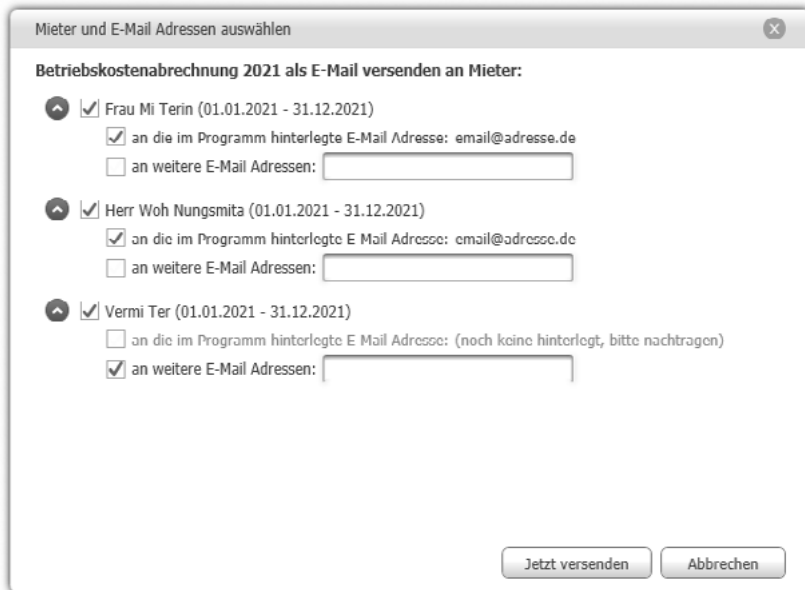 Mieter und E-Mail Adressen auswählen
Betriebskostenabrechnung 2021 als E-Mail versenden an Mieter:
Frau Mi Terin (01.01.2021 - 31.12.2021)
an die im Programm hinterlegte E-Mail Adresse: email@adresse.de
an weitere E-Mail Adressen:
Herr Woh Nungsmita (01.01.2021 - 31.12.2021)
an die im Programm hinterlegte E Mail Adresse: email@adresse.de
an weitere E-Mail Adressen:
Vermi Ter (01.01.2021 - 31.12.2021)
an die im Programm hinterlegte E Mail Adresse: (noch keine hinterlegt, bitte nachtragen)
an weitere E-Mail Adressen:
Jetzt versenden Abbrechen